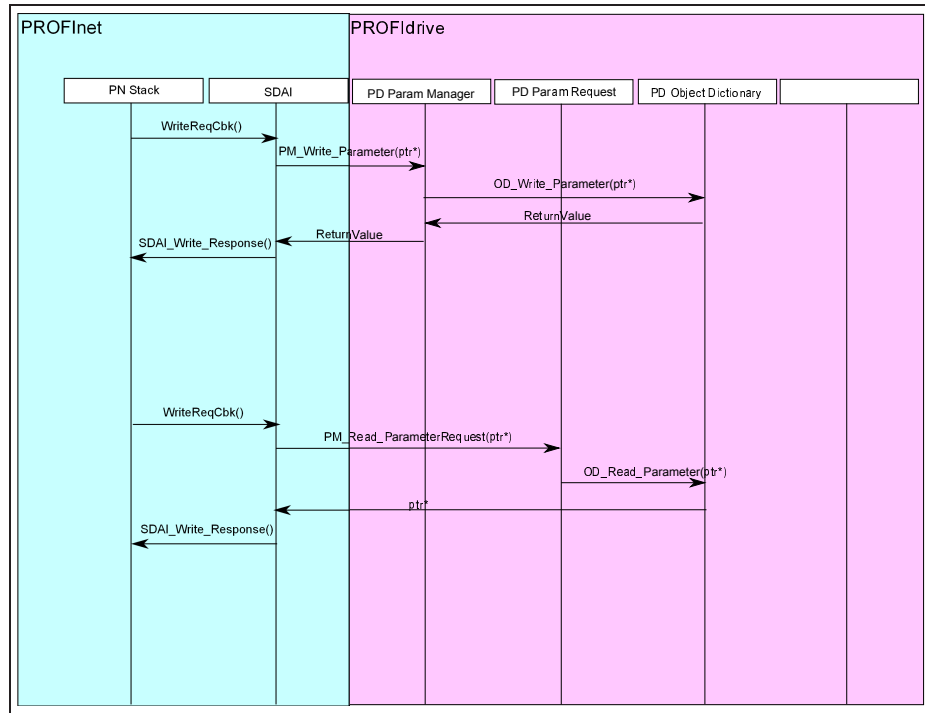 PROFInet
PROFIdrive
PN Stack
SDAI
PD Param Manager
PD Param Request
PD Object Dictionary
WriteReqCbk()
PM_Write_Parameter(ptr*)
OD_Write_Parameter(ptr*)
ReturnValue
ReturnValue
SDAI_Write_Response()
WriteReqCbk()
PM_Read_ParameterRequest(ptr*)
OD_Read_Parameter(ptr*)
ptr*
SDAI_Write_Response()